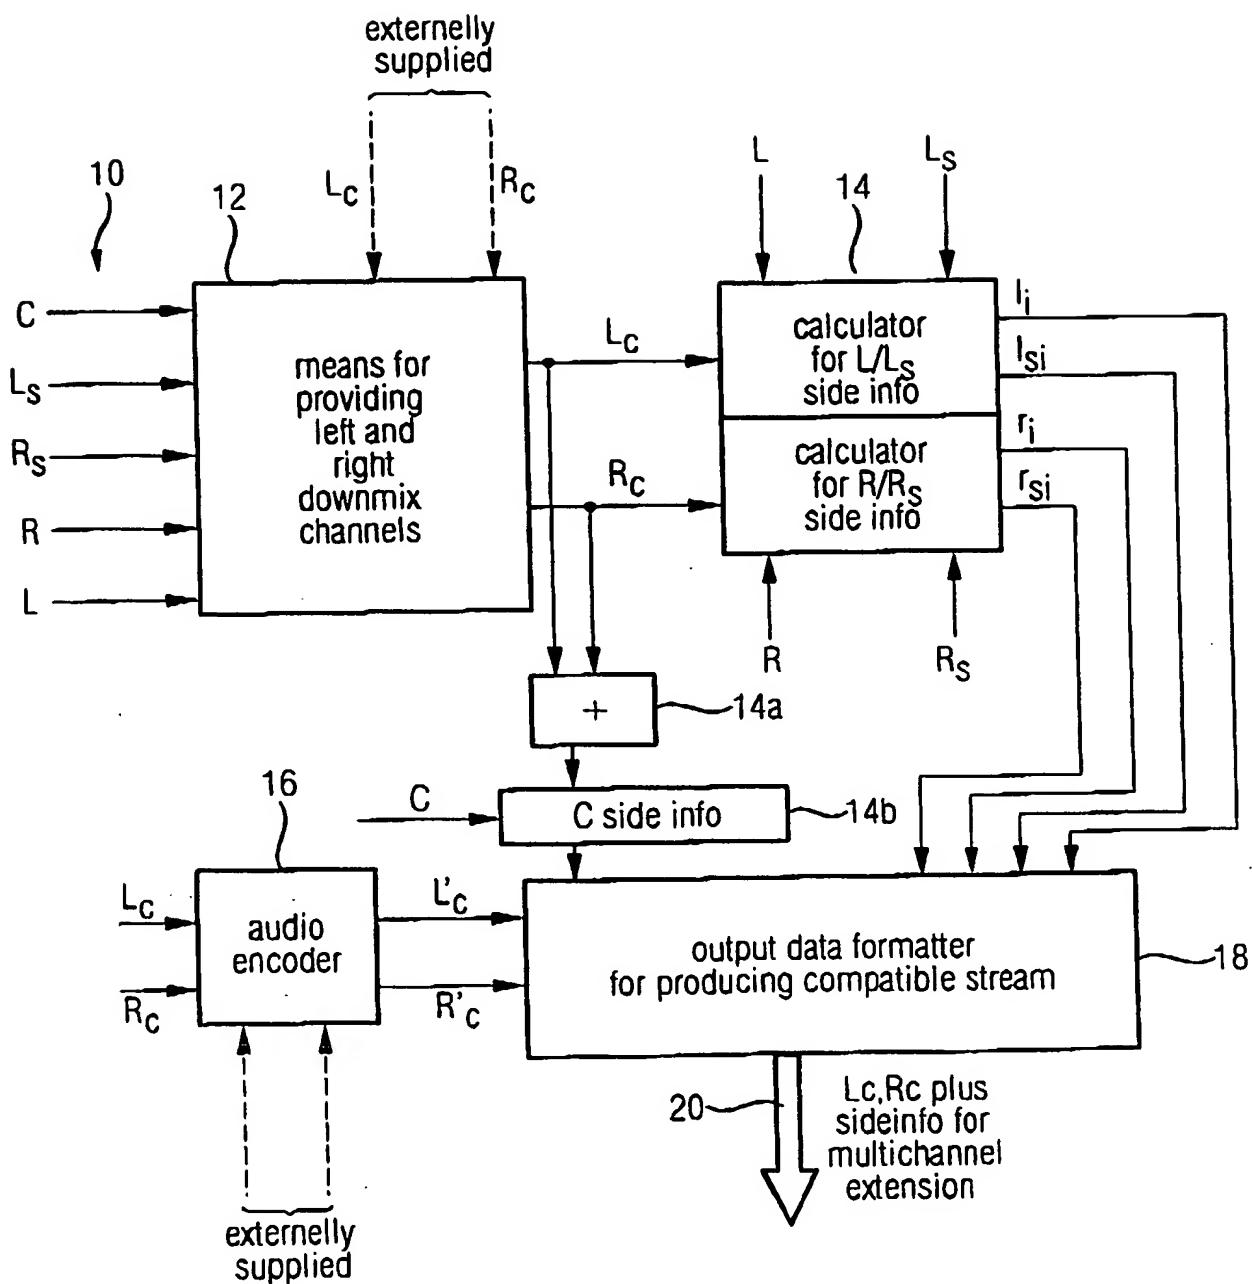 externelly
supplied
10
12
Lc
Rc
L
Ls
14
C
Ls
Rs
R
L
means for
providing
left and
right
downmix
channels
Lc
Rc
calculator
for L/Ls
side info
calculator
for R/Rs
side info
li
lsi
ri
rsi
R
Rs
+
14a
16
C
C side info
14b
Lc
Rc
audio
encoder
L'c
R'c
output data formatter
for producing compatible stream
18
20
Lc,Rc plus
sideinfo for
multichannel
extension
externelly
supplied